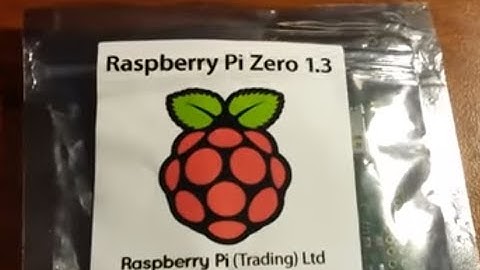 Raspberry Pi Zero 1.3
Raspberry Pi (Trading) Ltd